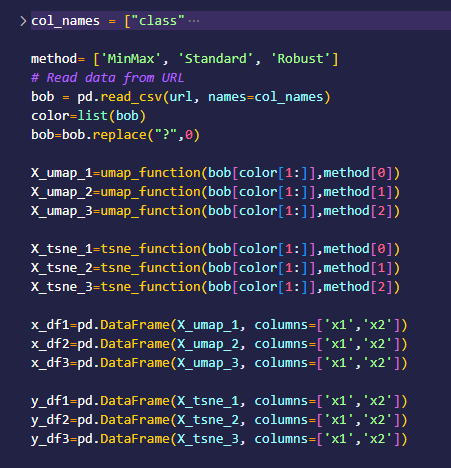 col_names = ["class"···
method= ['MinMax', 'Standard', 'Robust']
# Read data from URL
bob = pd.read_csv(url, names=col_names)
color=list(bob)
bob=bob.replace("?",0)
X_umap_1=umap_function(bob[color[1:]],method[0])
X_umap_2=umap_function(bob[color[1:]],method[1])
X_umap_3=umap_function(bob[color[1:]],method[2])
X_tsne_1=tsne_function(bob[color[1:]],method[0])
X_tsne_2=tsne_function(bob[color[1:]],method[1])
X_tsne_3=tsne_function(bob[color[1:]],method[2])
x_df1=pd.DataFrame(X_umap_1, columns=['x1','x2'])
x_df2=pd.DataFrame(X_umap_2, columns=['x1','x2'])
x_df3=pd.DataFrame(X_umap_3, columns=['x1','x2'])
y_df1=pd.DataFrame(X_tsne_1, columns=['x1','x2'])
y_df2=pd.DataFrame(X_tsne_2, columns=['x1','x2'])
y_df3=pd.DataFrame(X_tsne_3, columns=['x1','x2'])